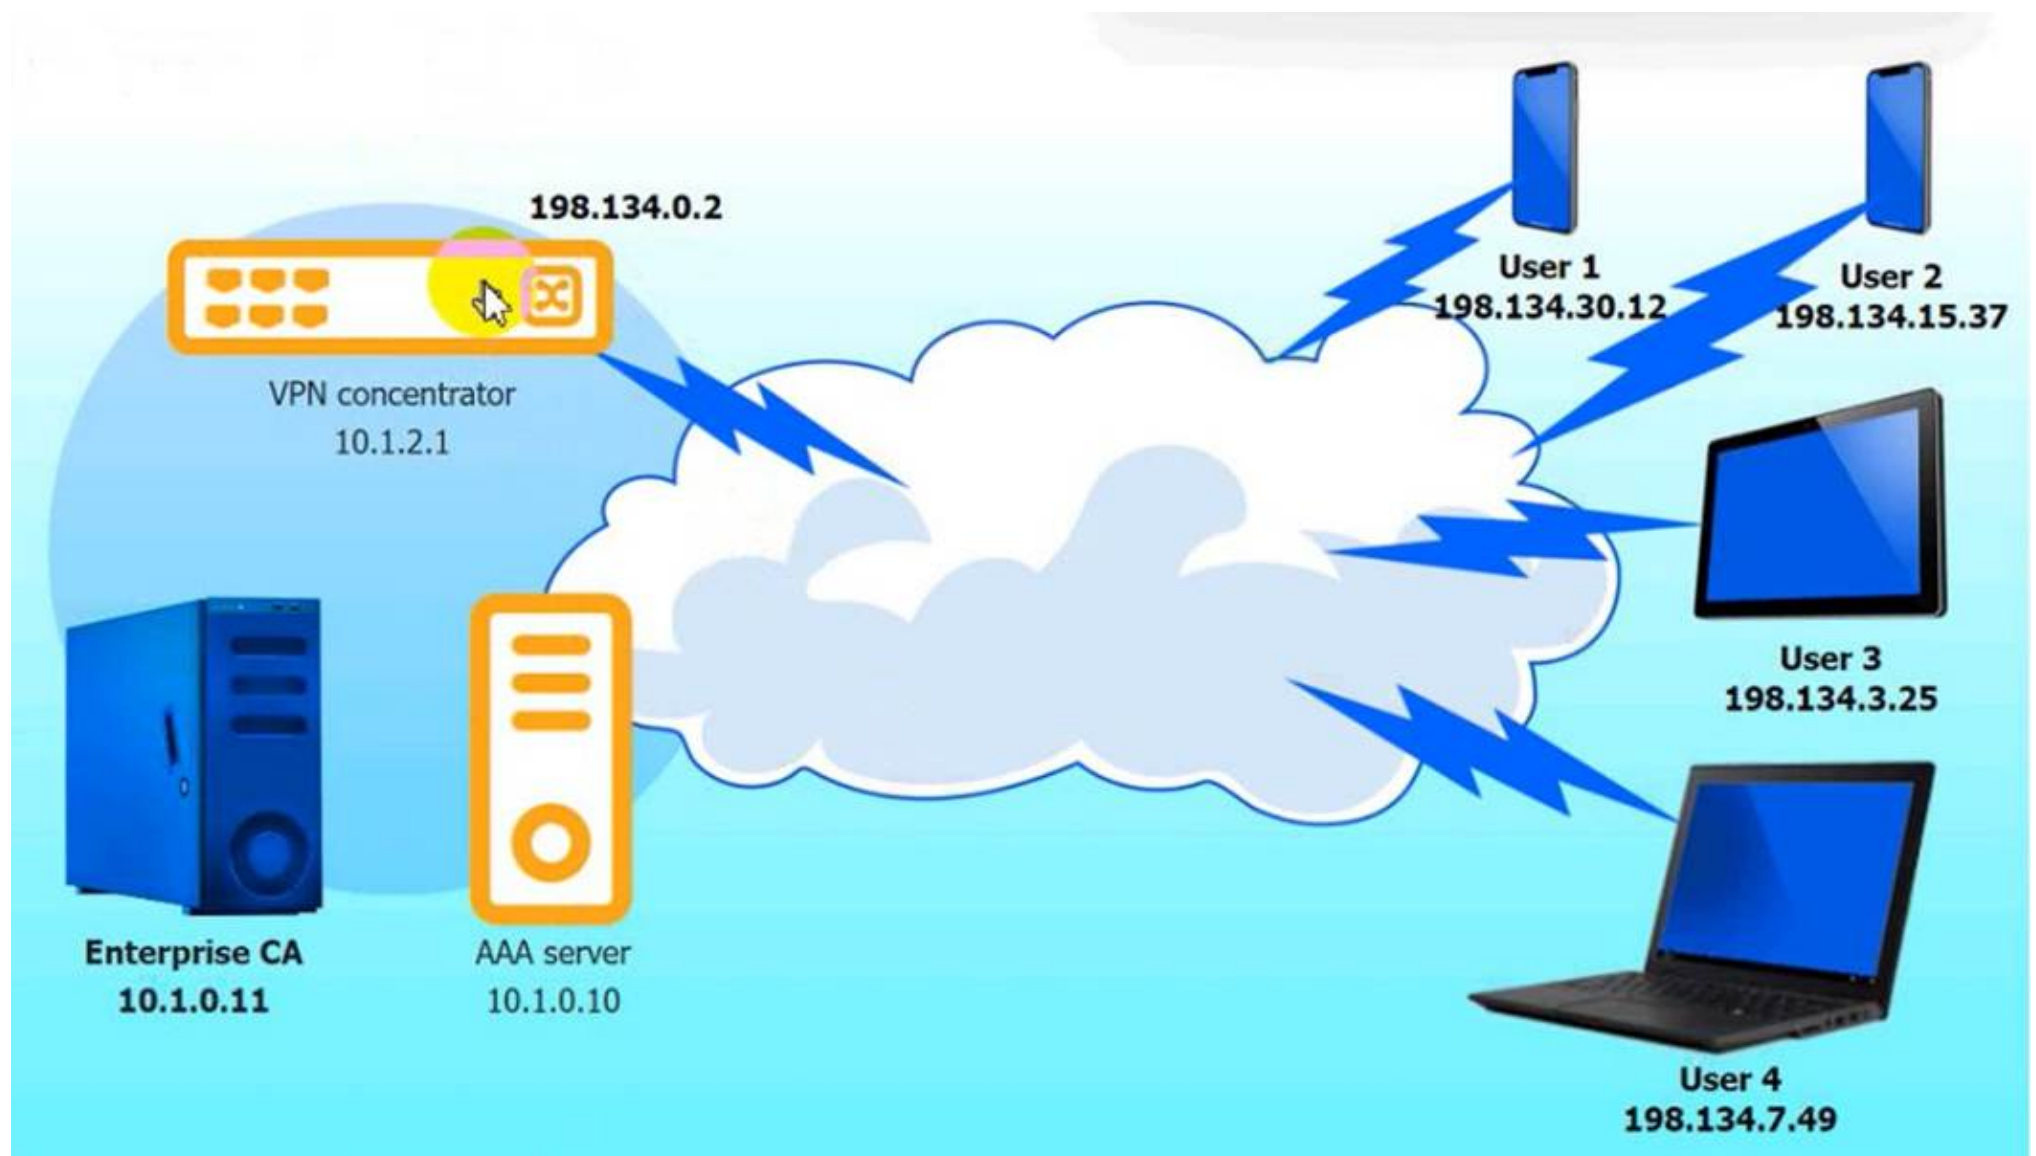 198.134.0.2
VPN concentrator
10.1.2.1
User 1
198.134.30.12
User 2
198.134.15.37
User 3
198.134.3.25
Enterprise CA
10.1.0.11
AAA server
10.1.0.10
User 4
198.134.7.49